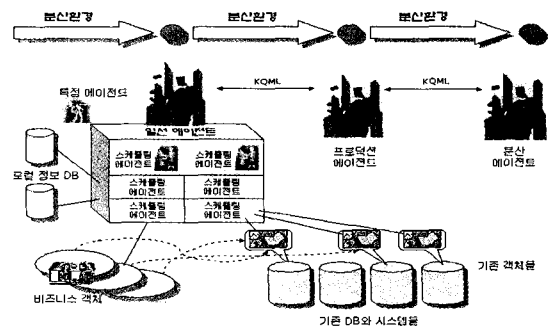 분산환경
분산환경
분산환경
KQML
KQML
특정 에이전트
일선 에이전트
스케쥴링
에이전트
스케쥴링
에이전트
스케쥴링
에이전트
스케쥴링
에이전트
스케쥴링
에이전트
스케쥴링
에이전트
프로덕션
에이전트
분산
에이전트
로컬 정보 DB
비즈니스 객체
기존 객체들
기존 DB와 시스템들